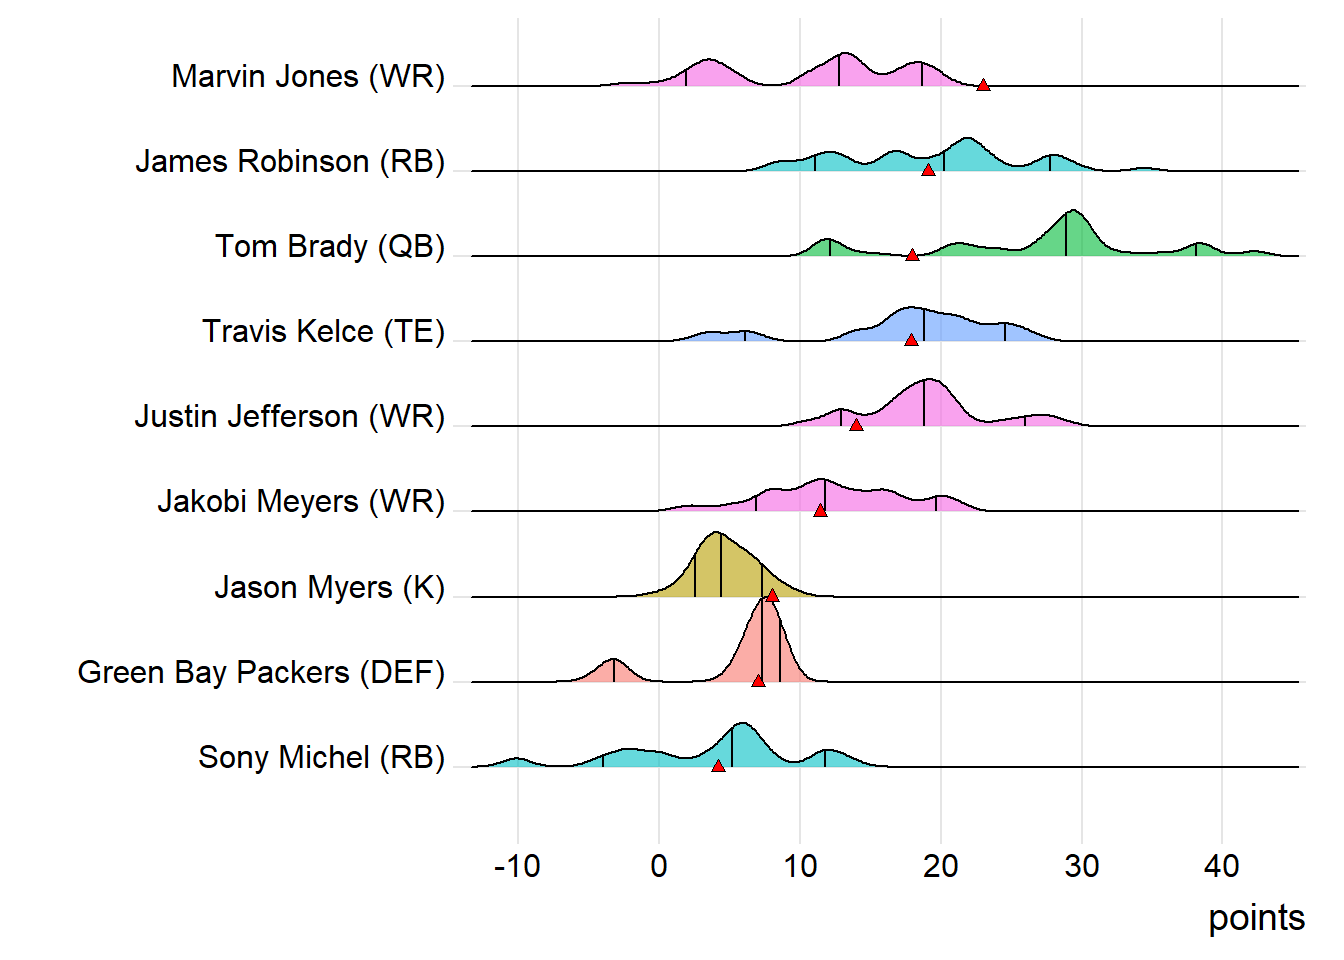 Marvin Jones (WR)
James Robinson (RB)
Tom Brady (QB)
Travis Kelce (TE)
Justin Jefferson (WR)
Jakobi Meyers (WR)
Jason Myers (K)
Green Bay Packers (DEF)
Sony Michel (RB)
-10 0 10 20 30 40
points